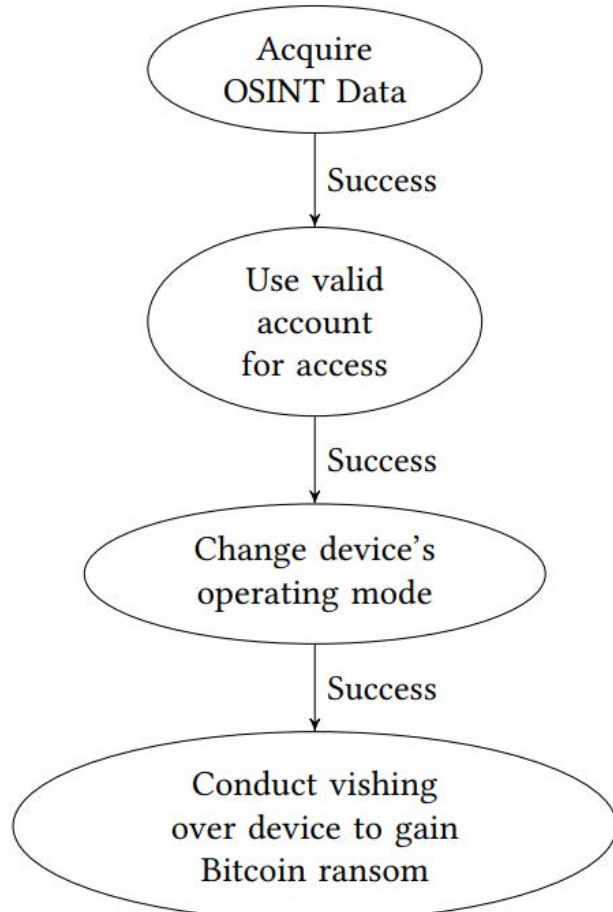 Acquire
OSINT Data
Success
Use valid
account
for access
Success
Change device’s
operating mode
Success
Conduct vishing
over device to gain
Bitcoin ransom